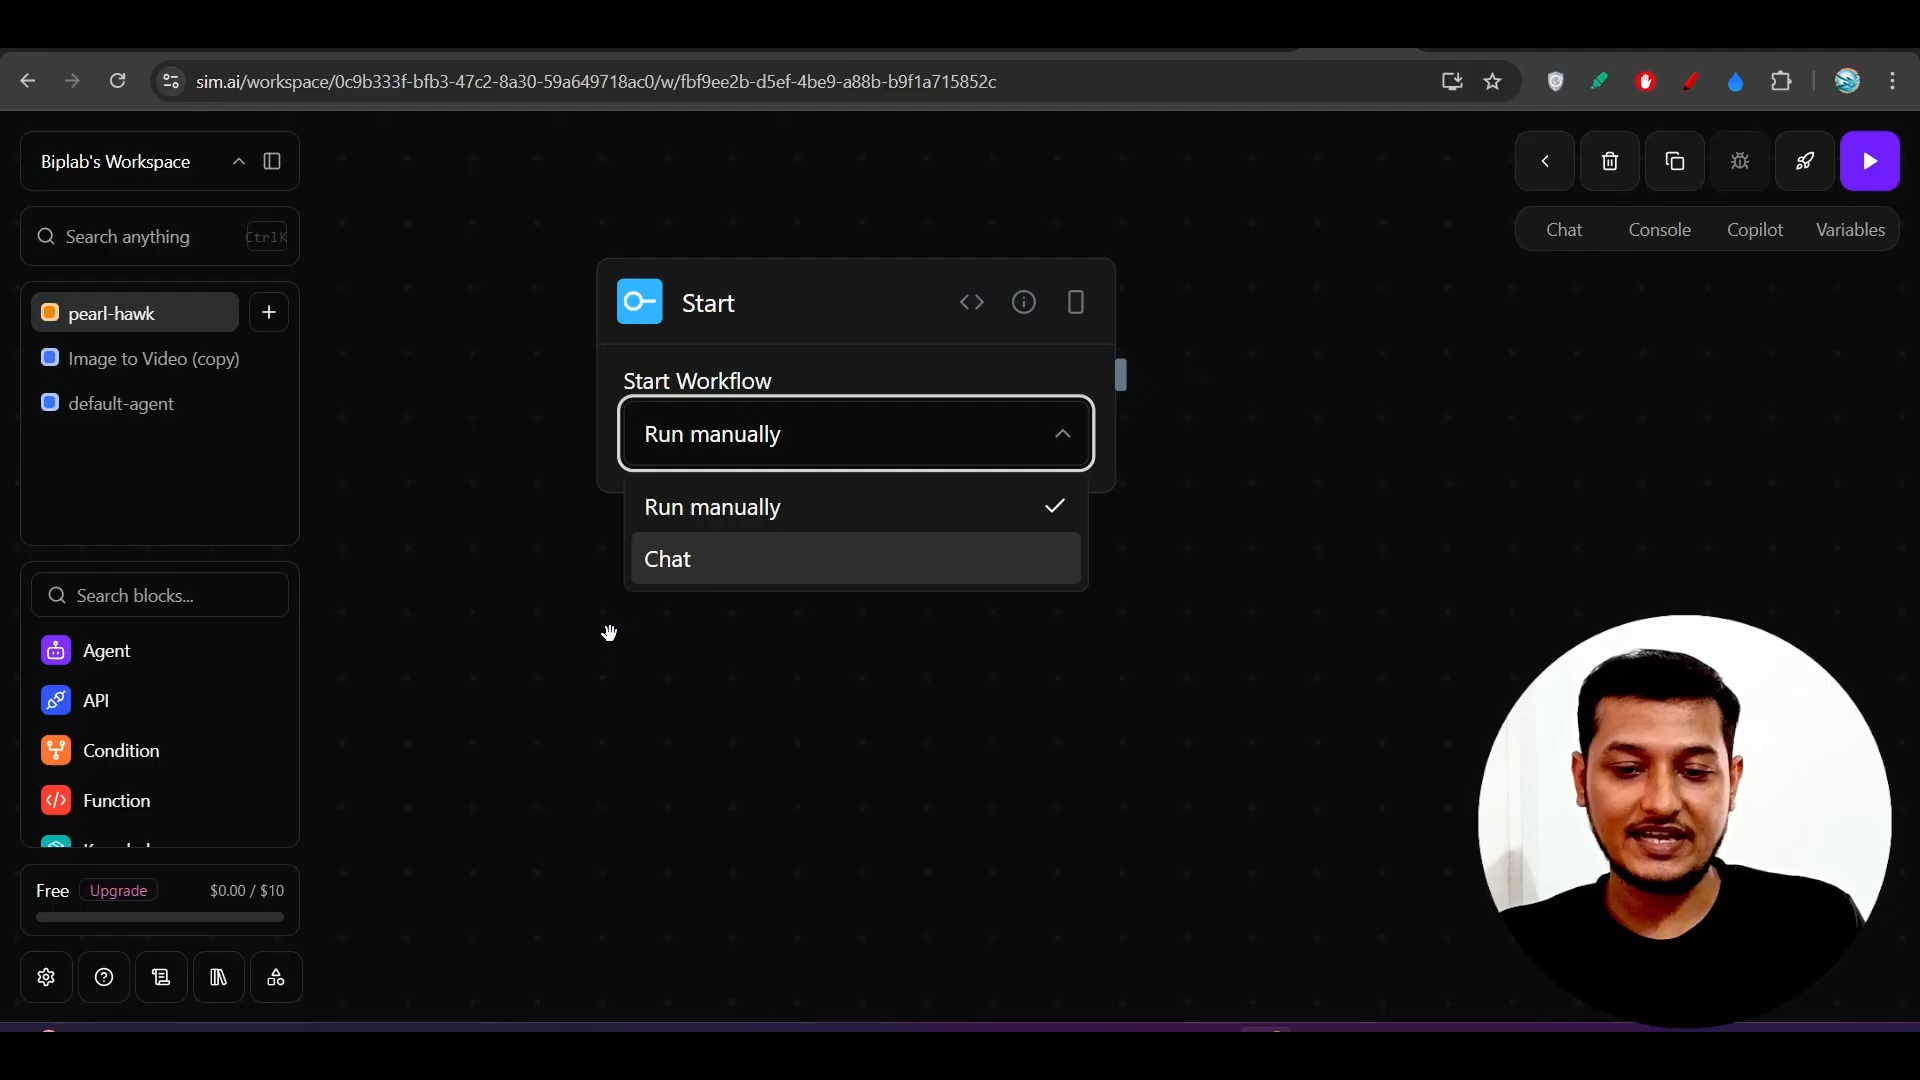 sim.ai/workspace/0c9b333f-bfb3-47c2-8a30-59a649718ac0/w/fbf9ee2b-d5ef-4be9-a88b-b9f1a715852c
Biplab's Workspace
Search anything
Ctrl K
pearl-hawk
Image to Video (copy)
default-agent
Search blocks...
Agent
API
Condition
Function
Free
Upgrade
$0.00 / $10
Start
Start Workflow
Run manually
Run manually
Chat
Chat
Console
Copilot
Variables